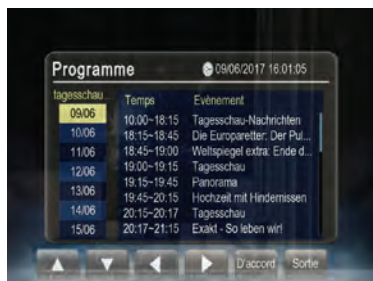 Programme 09/06/2017 16:01:05
tagesschau...
Temps Evènement
09/06
10:00~18:15 Tagesschau-Nachrichten
10/06
18:15~18:45 Die Europaretter: Der Pul...
11/06
18:45~19:00 Weltspiegel extra: Ende d...
12/06
19:00~19:15 Tagesschau
13/06
19:15~19:45 Panorama
19:45~20:15 Hochzeit mit Hindernissen
14/06
20:15~20:17 Tagesschau
15/06
20:17~21:15 Exakt - So leben wir!
D'accord Sortie